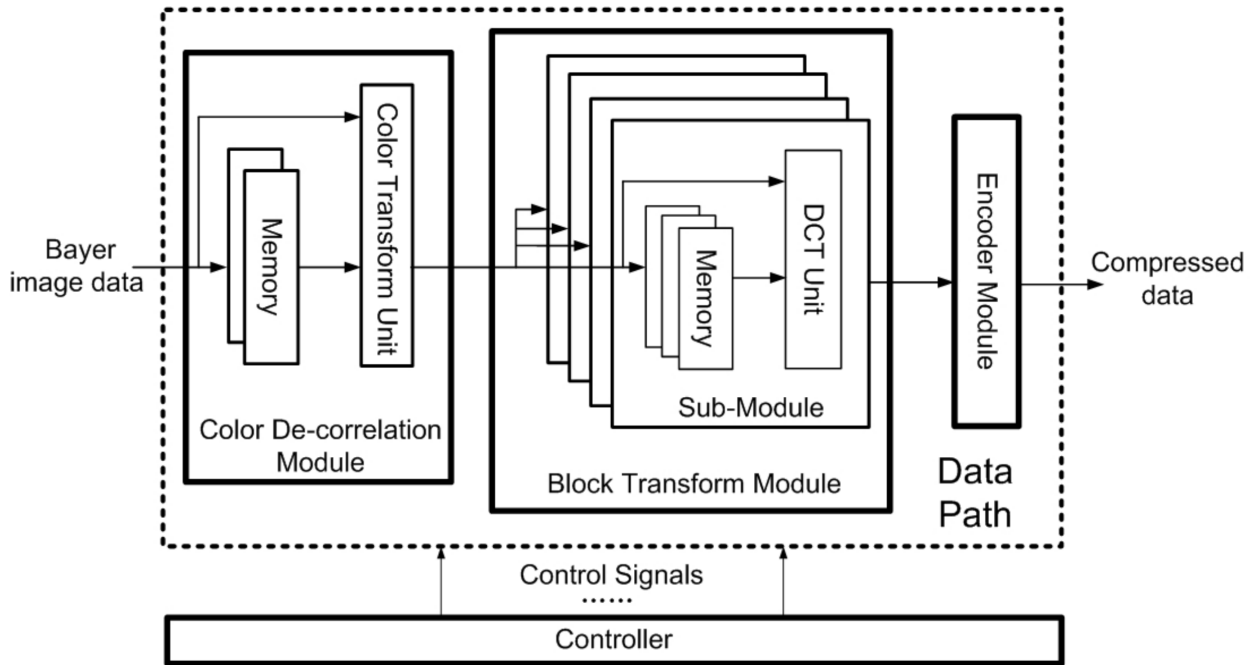 Bayer
image data
Memory
Color Transform Unit
Color De-correlation
Module
Memory
DCT Unit
Sub-Module
Block Transform Module
Encoder Module
Data
Path
Compressed
data
Control Signals
······
Controller